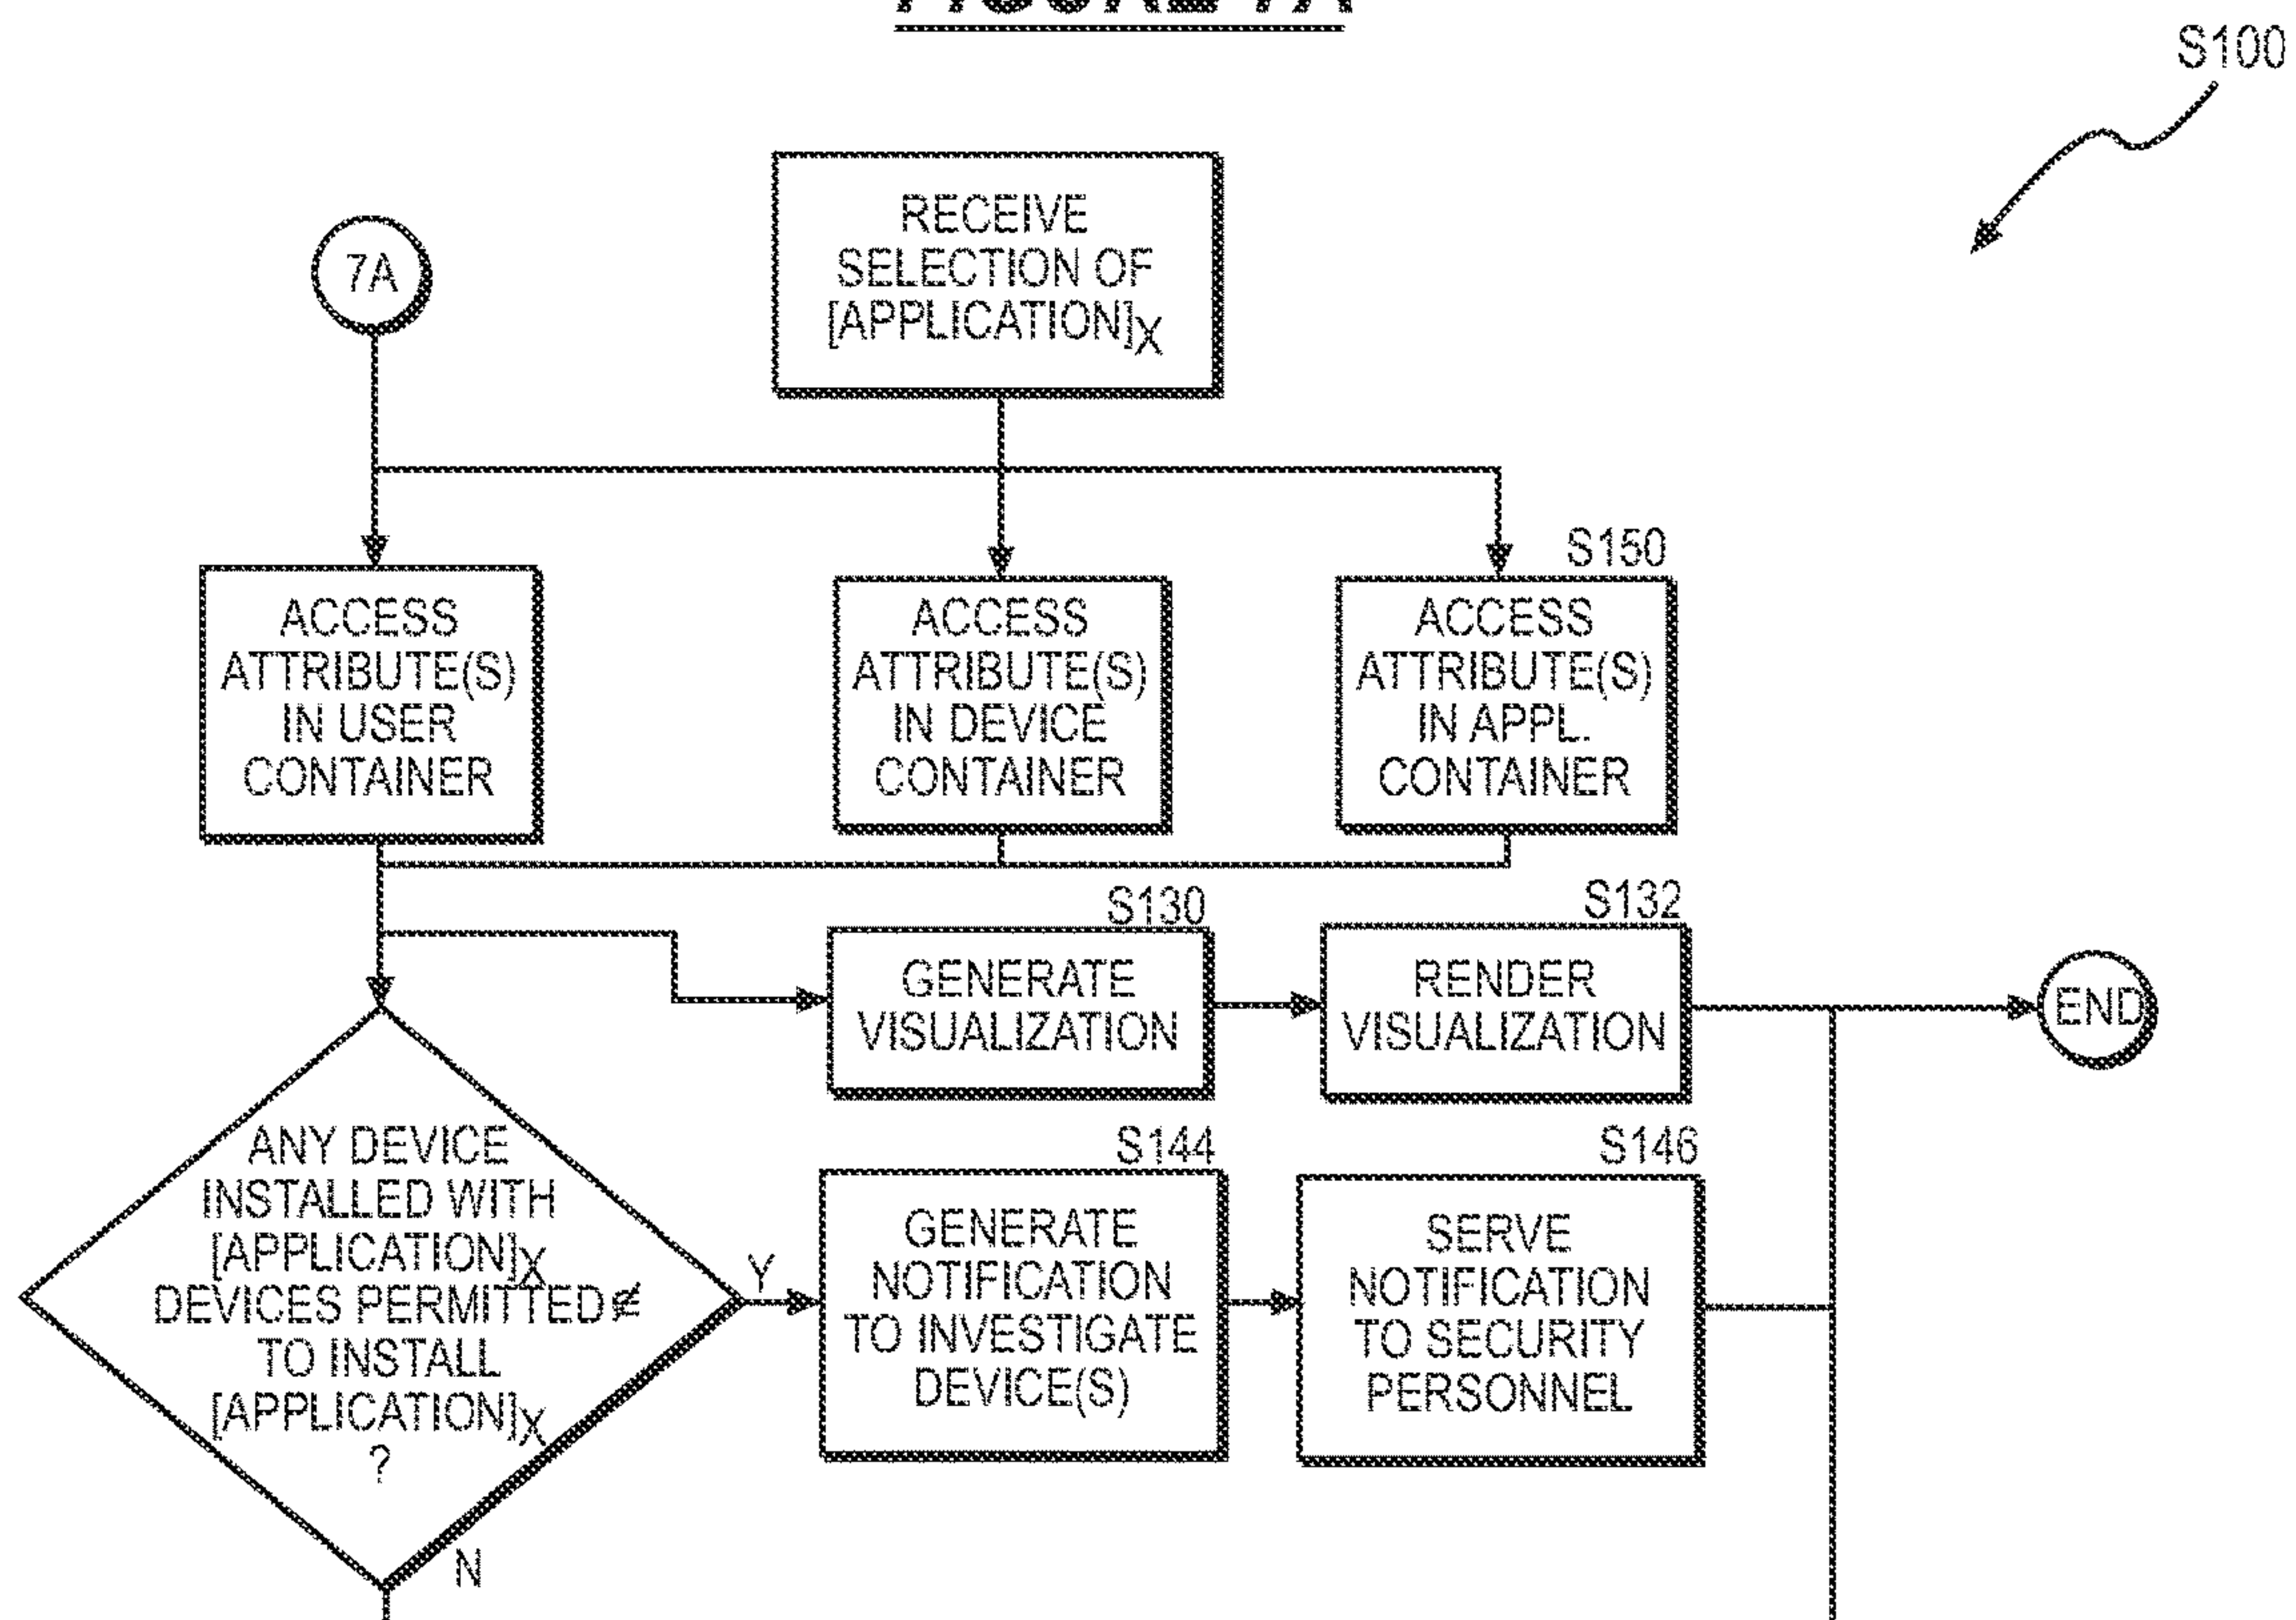 FIGURE 7A
S100
7A
RECEIVE
SELECTION OF
[APPLICATION]X
S150
ACCESS
ATTRIBUTE(S)
IN USER
CONTAINER
ACCESS
ATTRIBUTE(S)
IN DEVICE
CONTAINER
ACCESS
ATTRIBUTE(S)
IN APPL.
CONTAINER
S130
GENERATE
VISUALIZATION
S132
RENDER
VISUALIZATION
END
ANY DEVICE
INSTALLED WITH
[APPLICATION]X
DEVICES PERMITTED ∉
TO INSTALL
[APPLICATION]X
?
Y
N
S144
GENERATE
NOTIFICATION
TO INVESTIGATE
DEVICE(S)
S146
SERVE
NOTIFICATION
TO SECURITY
PERSONNEL